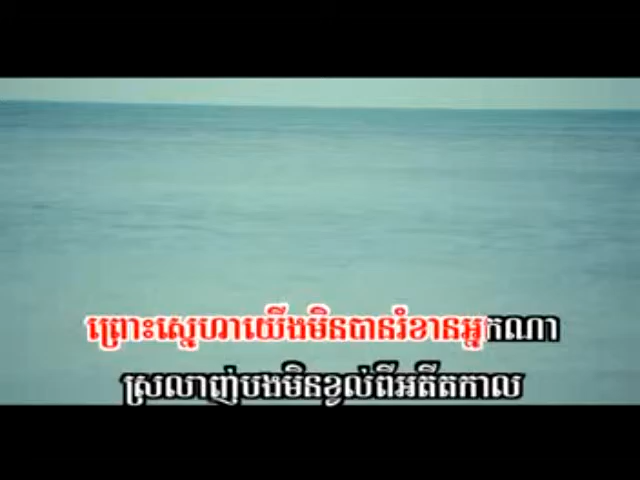 ព្រោះស្នេហាយើងមិនបានរំខានអ្នកណា
ស្រលាញ់បងមិនខ្វល់ពីអតីតកាល